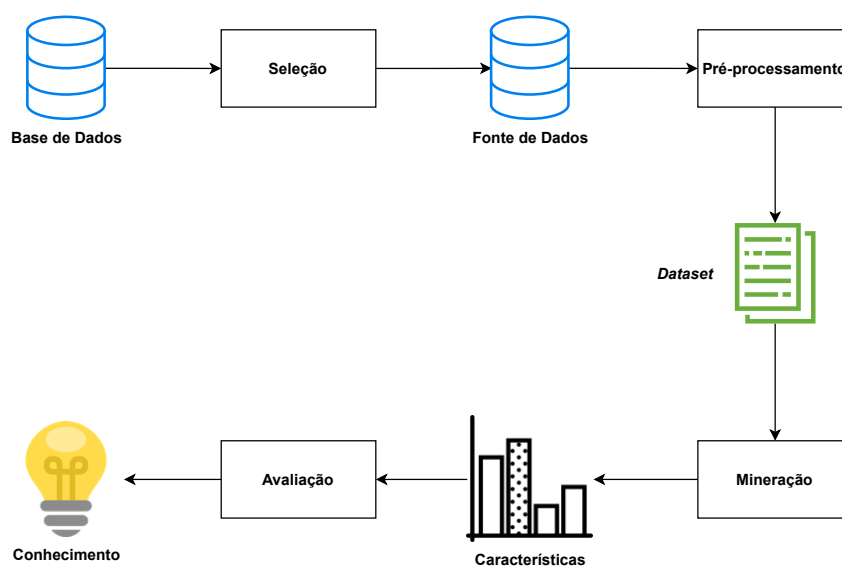 Seleção
Pré-processamento
Base de Dados
Fonte de Dados
Dataset
Avaliação
Mineração
Conhecimento
Características